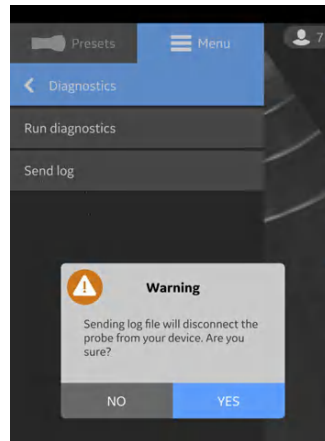 Presets
Menu
7
Diagnostics
Run diagnostics
Send log
Warning
Sending log file will disconnect the
probe from your device. Are you
sure?
NO
YES